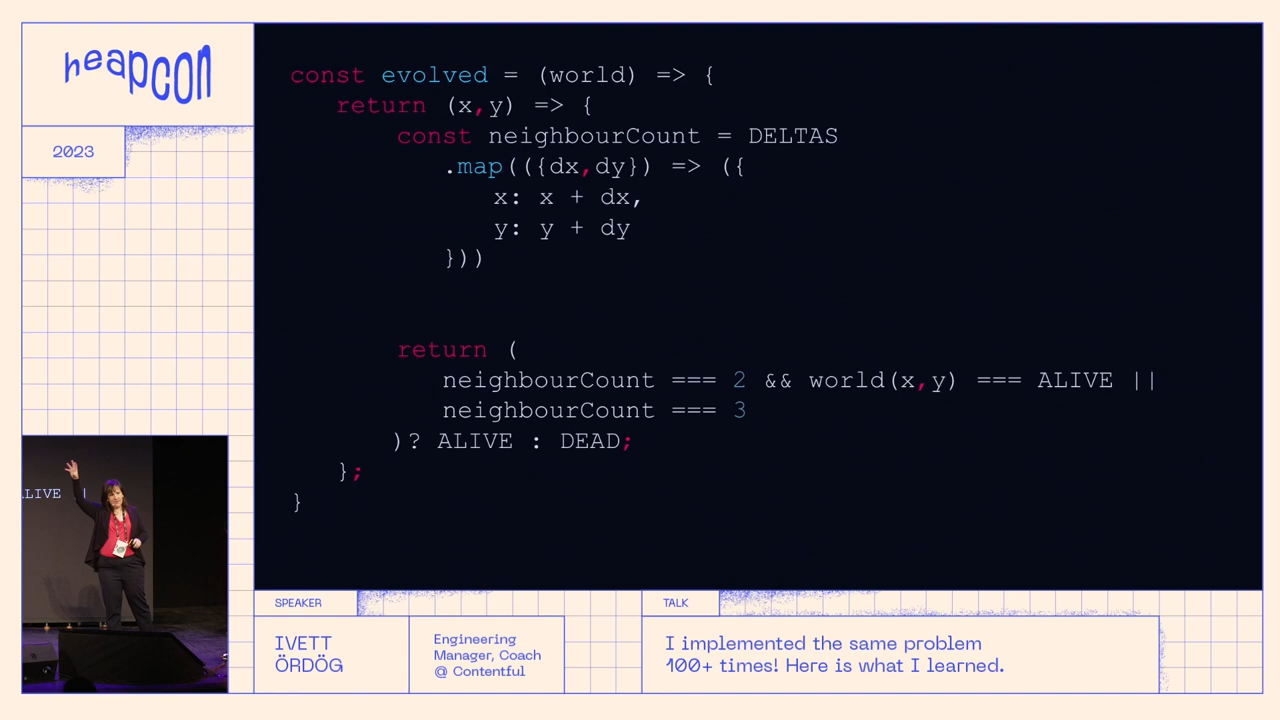 heapcon
2023
const evolved = (world) => {
return (x,y) => {
const neighbourCount = DELTAS
.map(({dx,dy}) => ({
x: x + dx,
y: y + dy
}))
return (
neighbourCount === 2 && world(x,y) === ALIVE ||
neighbourCount === 3
)? ALIVE : DEAD;
};
}
LIVE ||
SPEAKER
IVETT
ÖRDÖG
Engineering
Manager, Coach
@ Contentful
TALK
I implemented the same problem
100+ times! Here is what I learned.